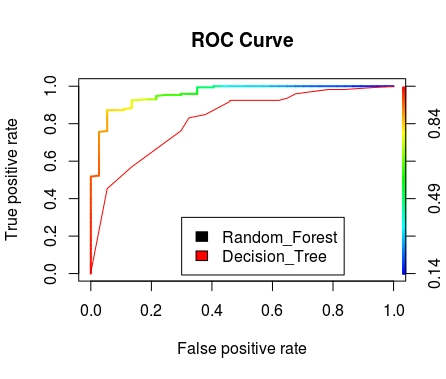 ROC Curve
True positive rate
1.0
0.8
0.6
0.4
0.2
0.0
0.84
0.49
0.14
Random_Forest
Decision_Tree
0.0 0.2 0.4 0.6 0.8 1.0
False positive rate